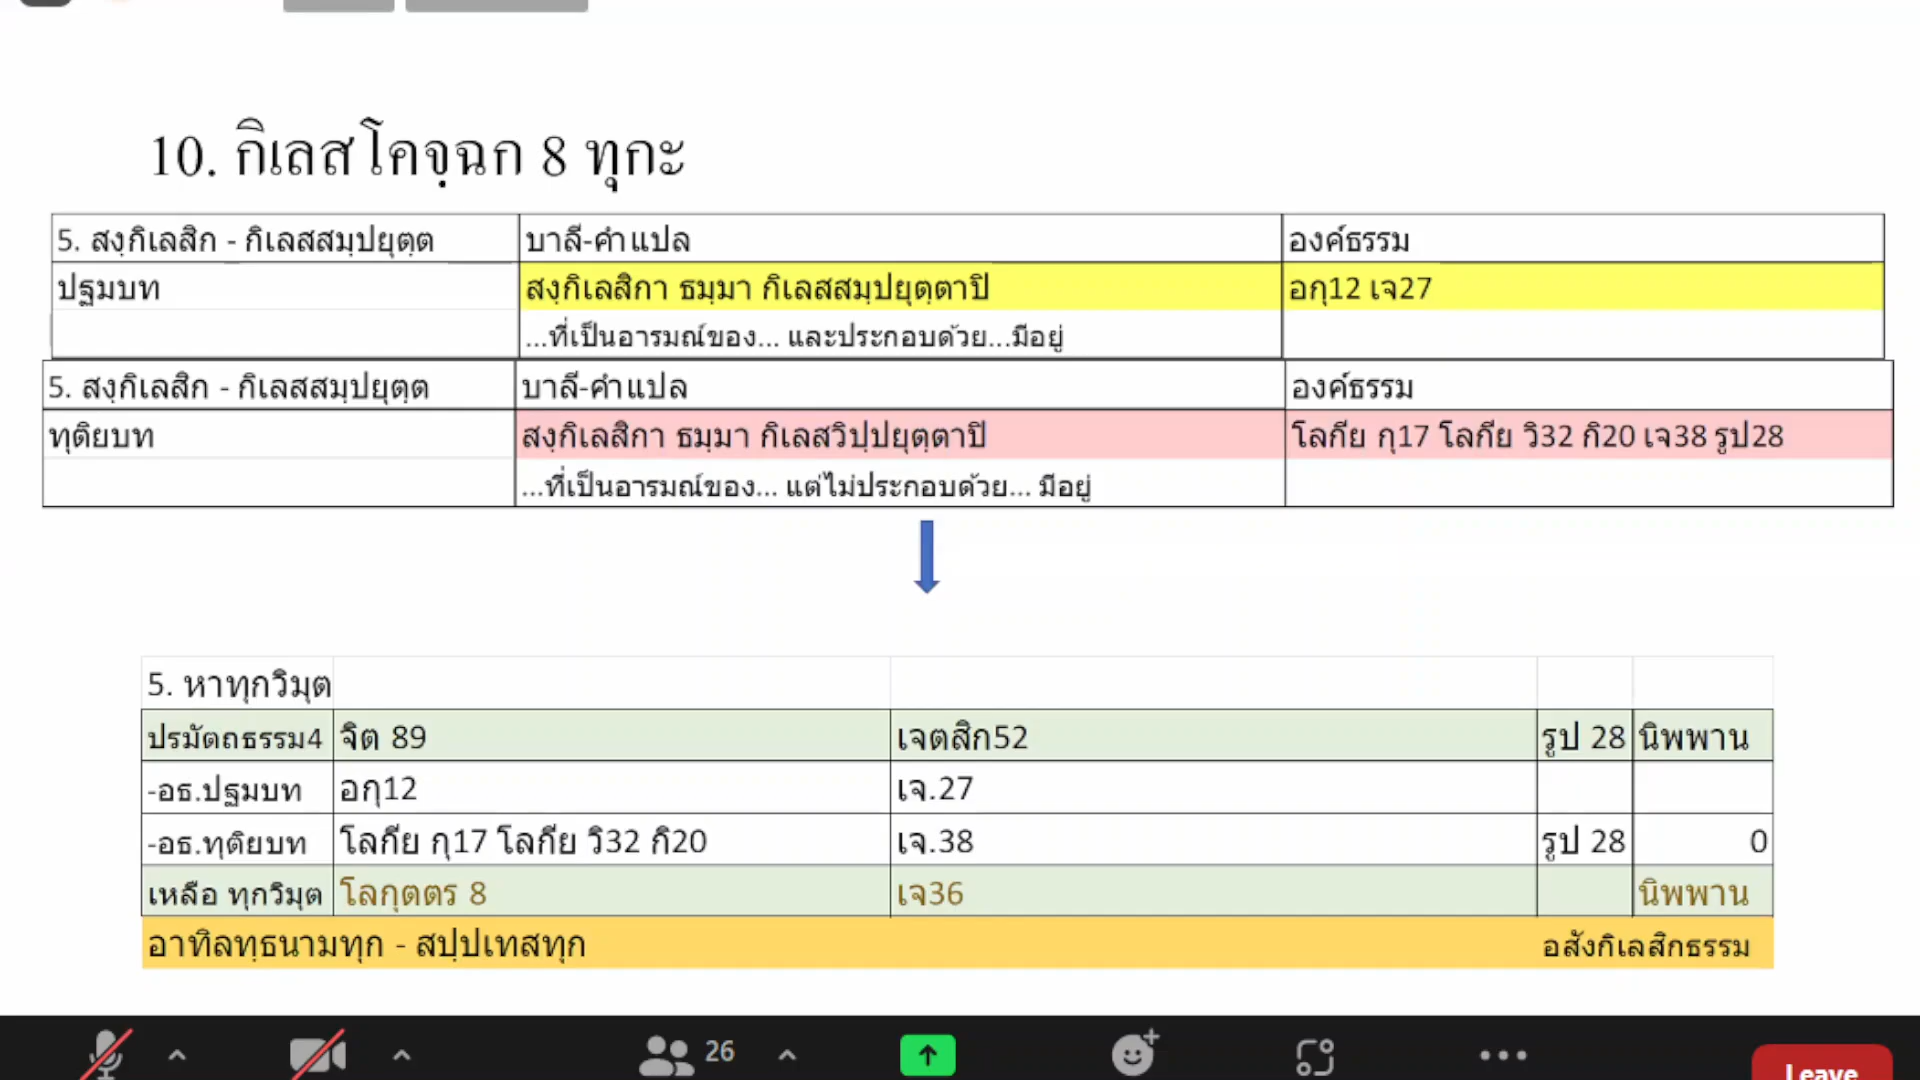 10. กิเลสโคจฺฉก 8 ทุกะ
5. สงฺกิเลสิก - กิเลสสมฺปยุตฺต บาลี-คำแปล องค์ธรรม
ปฐมบท สงฺกิเลสิกา ธมฺมา กิเลสสมฺปยุตฺตาปิ อกุ12 เจ27
...ที่เป็นอารมณ์ของ... และประกอบด้วย...มีอยู่
5. สงฺกิเลสิก - กิเลสสมฺปยุตฺต บาลี-คำแปล องค์ธรรม
ทุติยบท สงฺกิเลสิกา ธมฺมา กิเลสวิปฺปยุตฺตาปิ โลกีย กุ17 โลกีย วิ32 กิ20 เจ38 รูป28
...ที่เป็นอารมณ์ของ... แต่ไม่ประกอบด้วย... มีอยู่
5. หาทุกวิมุต
ปรมัตถธรรม4 จิต 89 เจตสิก52 รูป 28 นิพพาน
-อธ.ปฐมบท อกุ12 เจ.27
-อธ.ทุติยบท โลกีย กุ17 โลกีย วิ32 กิ20 เจ.38 รูป 28 0
เหลือ ทุกวิมุต โลกุตตร 8 เจ36 นิพพาน
อาทิลทฺธนามทุก - สปฺปเทสทุก อสังกิเลสิกธรรม
26
Leave